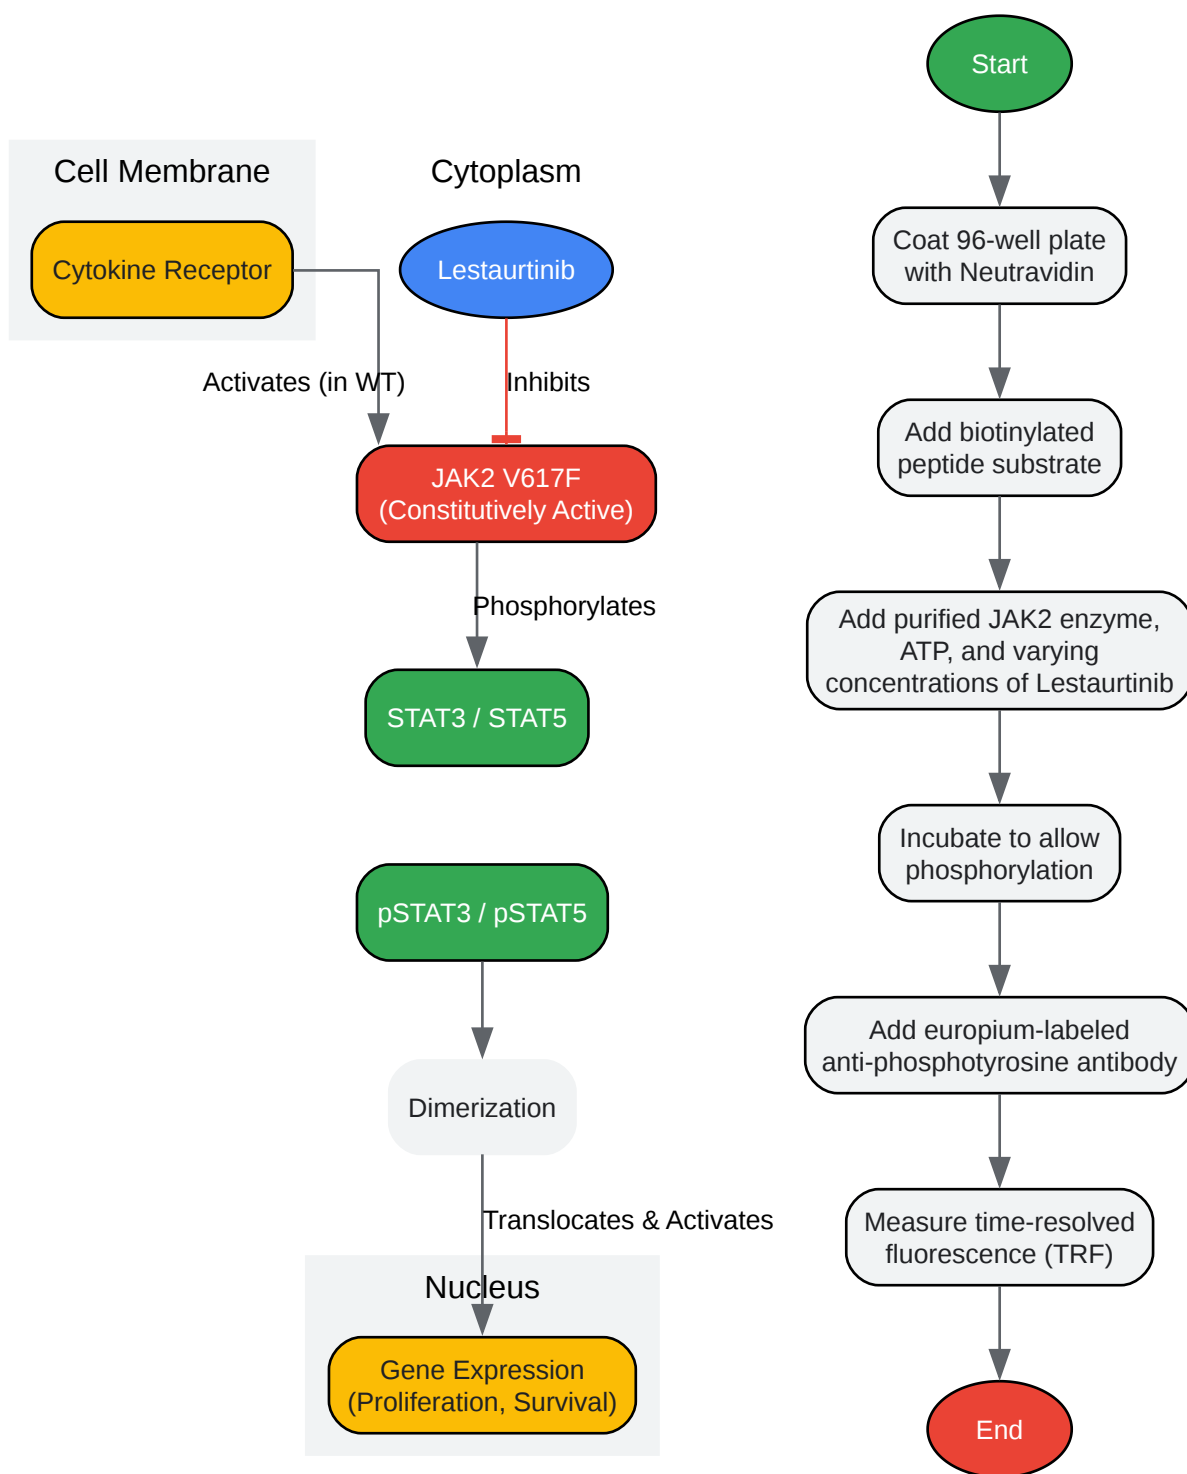 Cell Membrane
Cytokine Receptor
Cytoplasm
Lestaurtinib
Activates (in WT)
Inhibits
JAK2 V617F
(Constitutively Active)
Phosphorylates
STAT3 / STAT5
pSTAT3 / pSTAT5
Dimerization
Translocates & Activates
Nucleus
Gene Expression
(Proliferation, Survival)
Start
Coat 96-well plate
with Neutravidin
Add biotinylated
peptide substrate
Add purified JAK2 enzyme,
ATP, and varying
concentrations of Lestaurtinib
Incubate to allow
phosphorylation
Add europium-labeled
anti-phosphotyrosine antibody
Measure time-resolved
fluorescence (TRF)
End